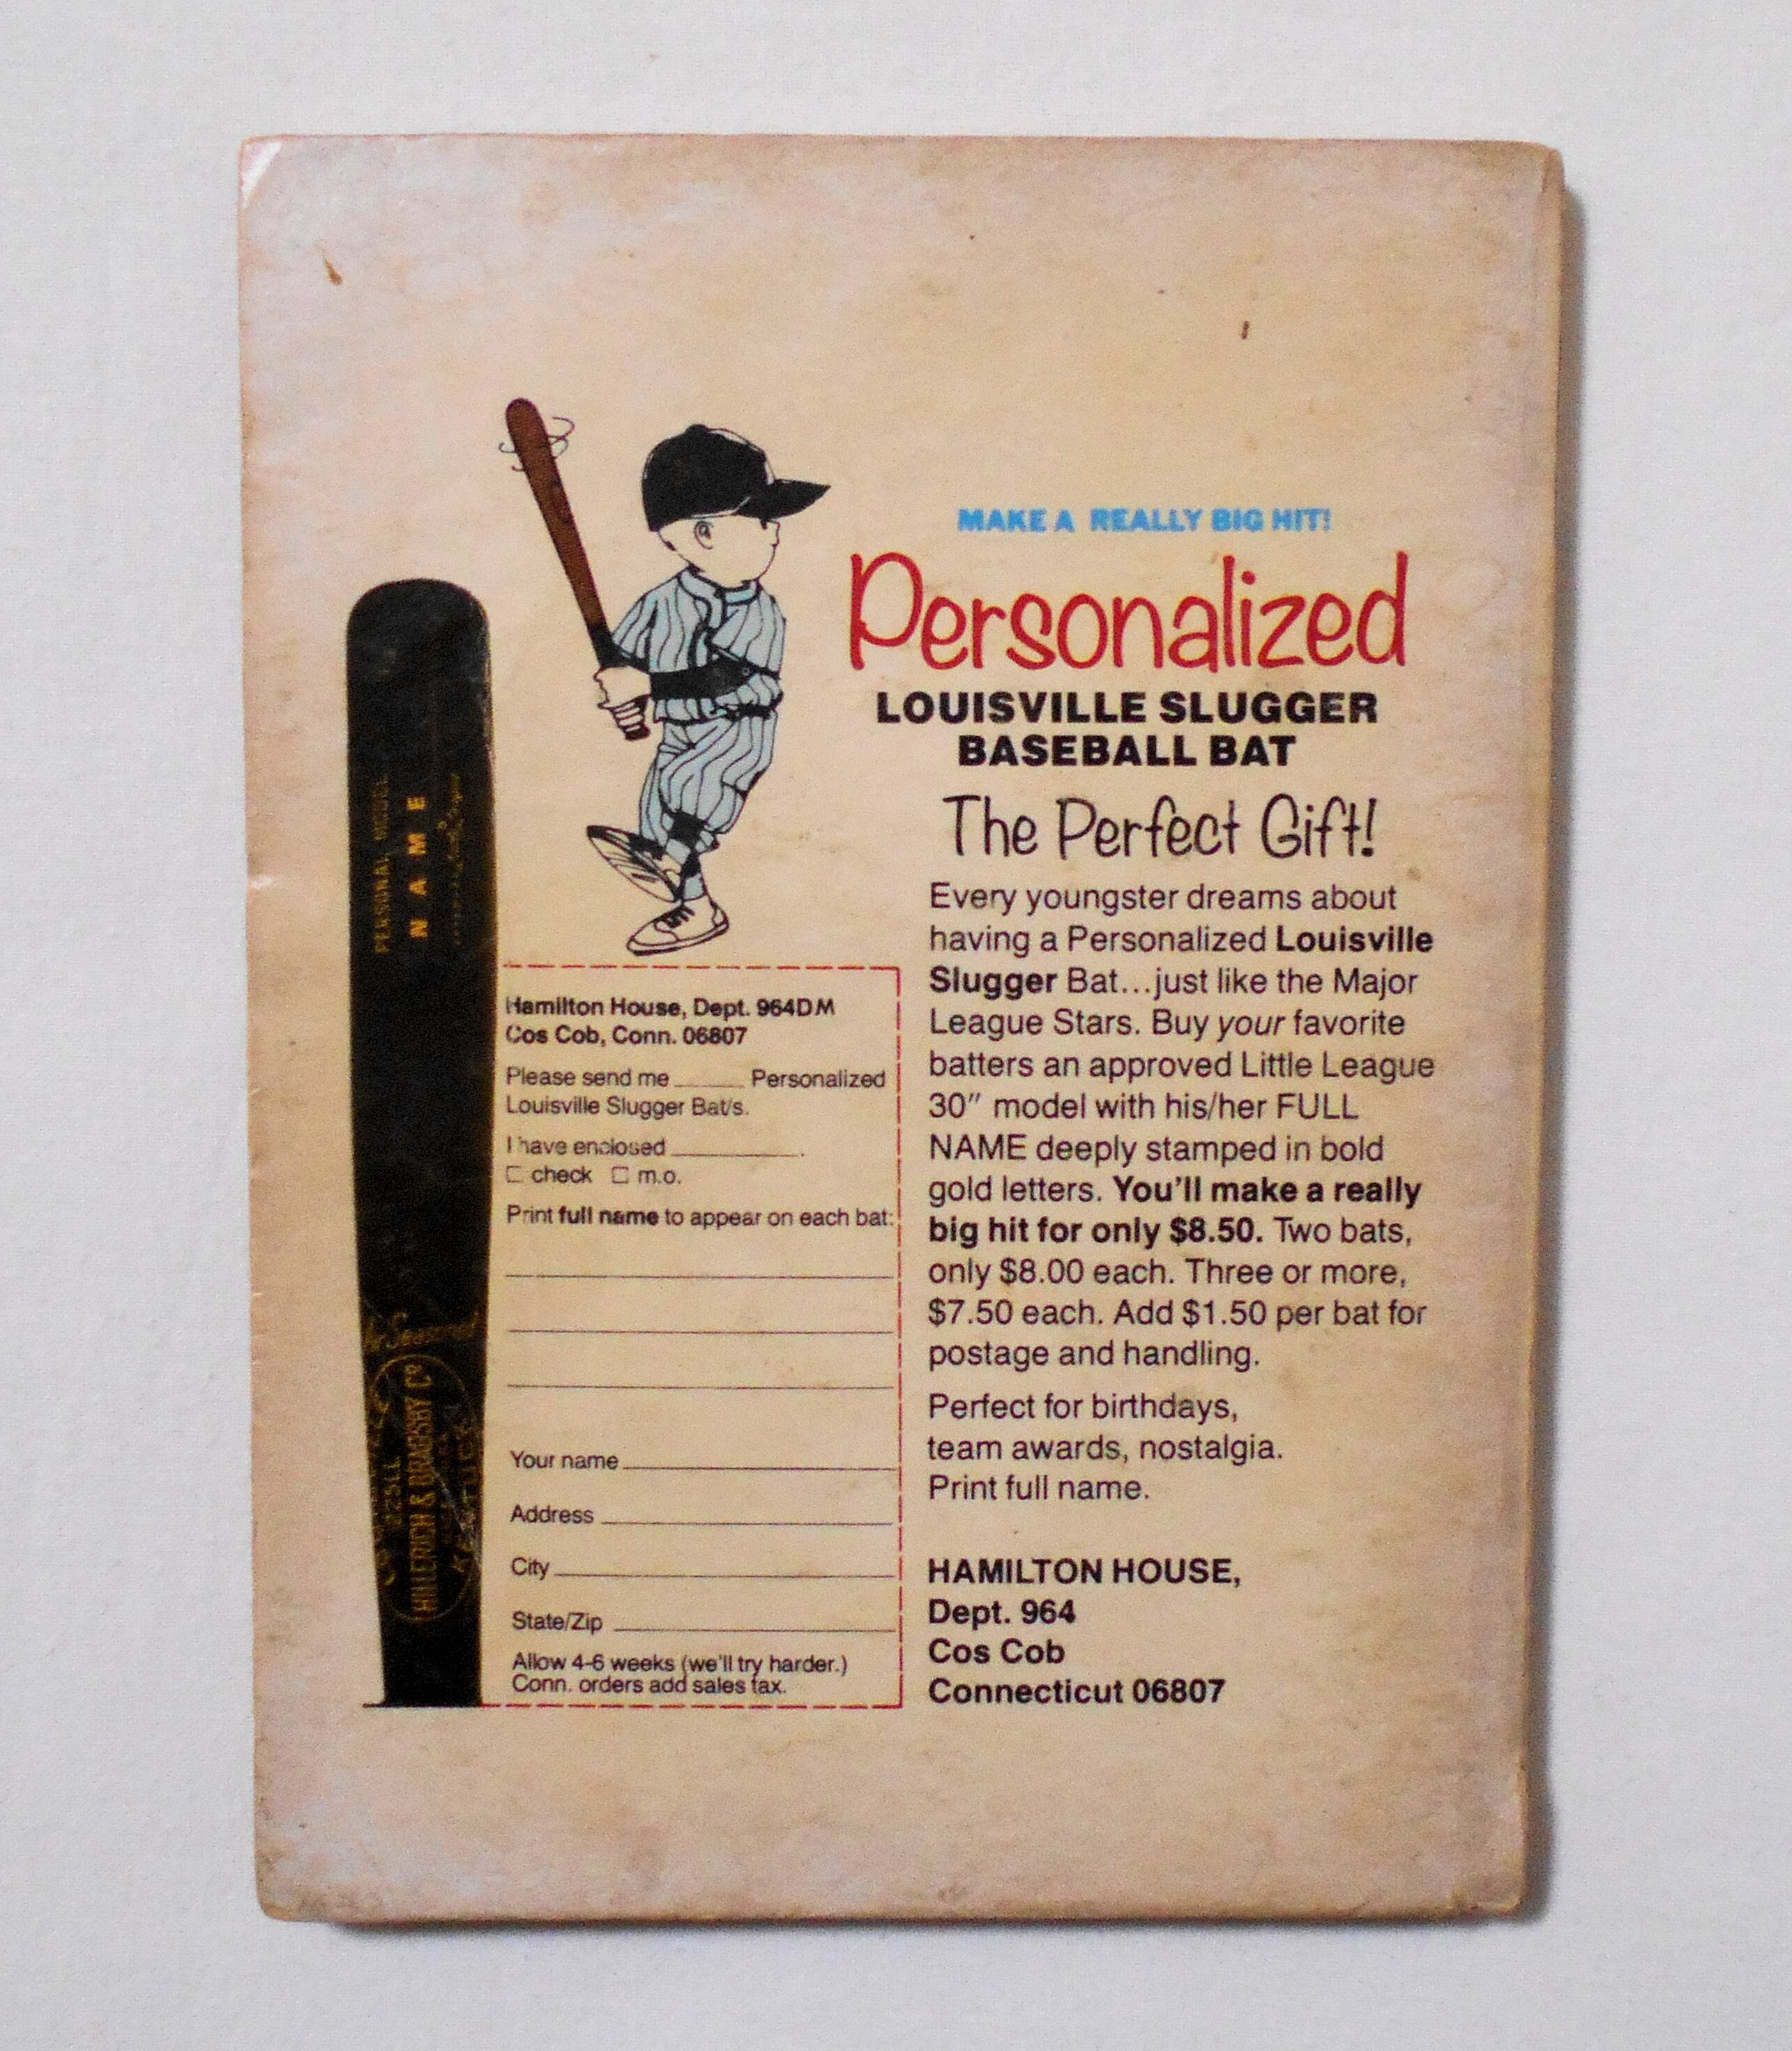 MAKE A REALLY BIG HIT!
Personalized
LOUISVILLE SLUGGER
BASEBALL BAT
The Perfect Gift!
Every youngster dreams about
having a Personalized Louisville
Slugger Bat...just like the Major
League Stars. Buy your favorite
batters an approved Little League
30" model with his/her FULL
NAME deeply stamped in bold
gold letters. You'll make a really
big hit for only $8.50. Two bats,
only $8.00 each. Three or more,
$7.50 each. Add $1.50 per bat for
postage and handling.
Perfect for birthdays,
team awards, nostalgia.
Print full name.
HAMILTON HOUSE,
Dept. 964
Cos Cob
Connecticut 06807
Hamilton House, Dept. 964DM
Cos Cob, Conn. 06807
Please send me ______ Personalized
Louisville Slugger Bat/s.
I have enclosed ____________.
☐ check ☐ m.o.
Print full name to appear on each bat:
Your name
Address
City
State/Zip
Allow 4-6 weeks (we'll try harder.)
Conn. orders add sales tax.
PERSONAL MODEL
NAME
225LL
HILLERICH & BRADSBY Cº